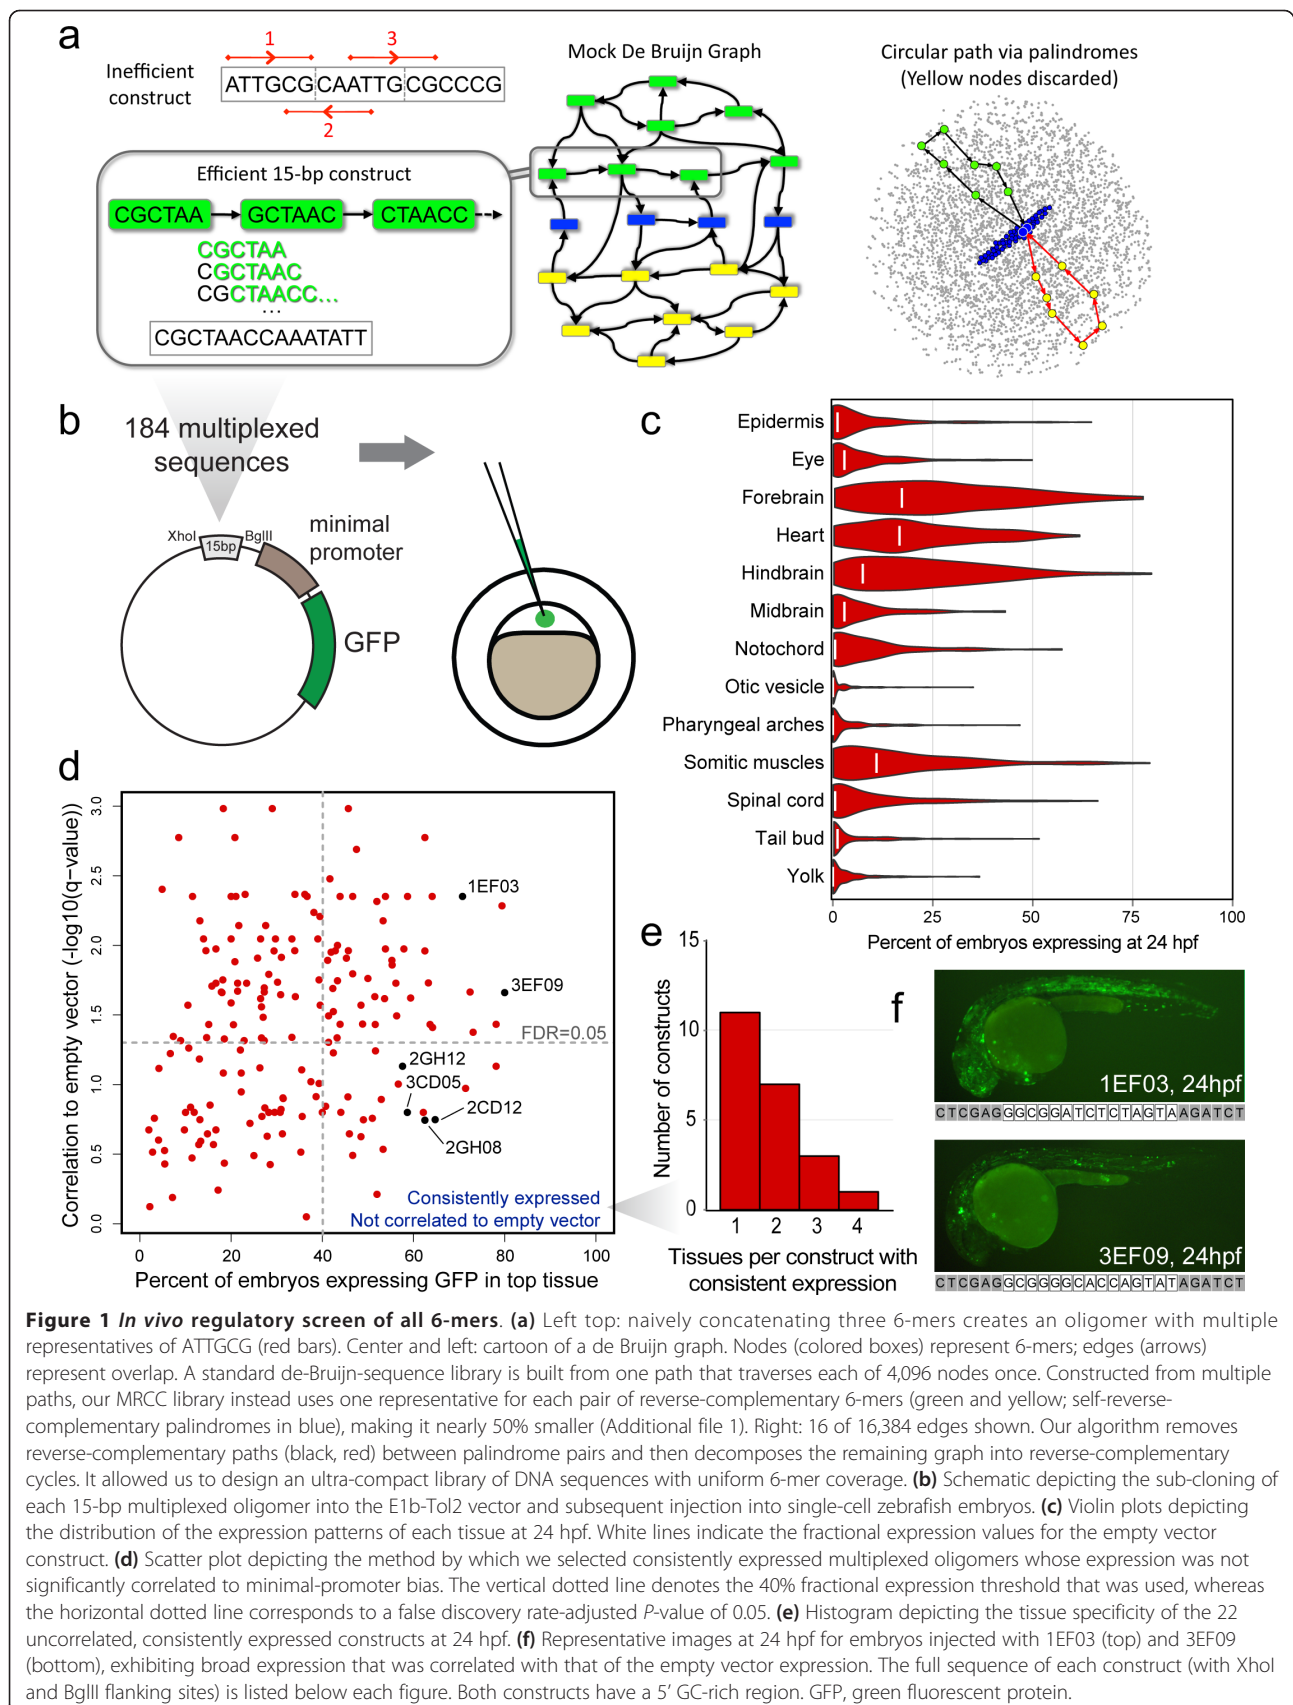 a
1
3
Inefficient
construct
ATTGCGCAATTGCGCCCG
2
Mock De Bruijn Graph
Circular path via palindromes
(Yellow nodes discarded)
Efficient 15-bp construct
CGCTAA
GCTAAC
CTAACC
CGCTAA
CGCTAAC
CGCTAACC...
...
CGCTAACCAAATATT
b
184 multiplexed
sequences
XhoI
15bp
BglII
minimal
promoter
GFP
c
Epidermis
Eye
Forebrain
Heart
Hindbrain
Midbrain
Notochord
Otic vesicle
Pharyngeal arches
Somitic muscles
Spinal cord
Tail bud
Yolk
0 25 50 75 100
Percent of embryos expressing at 24 hpf
d
Correlation to empty vector (-log10(q-value))
3.0
2.5
2.0
1.5
1.0
0.5
0.0
1EF03
3EF09
FDR=0.05
2GH12
3CD05
2CD12
2GH08
Consistently expressed
Not correlated to empty vector
0 20 40 60 80 100
Percent of embryos expressing GFP in top tissue
e
Number of constructs
15
10
5
0
1 2 3 4
Tissues per construct with
consistent expression
f
1EF03, 24hpf
CTCGAGGGCGGATCTCTAGTAAGATCT
3EF09, 24hpf
CTCGAGGCGGGGCACCAGTATAGATCT
Figure 1 In vivo regulatory screen of all 6-mers. (a) Left top: naively concatenating three 6-mers creates an oligomer with multiple
representatives of ATTGCG (red bars). Center and left: cartoon of a de Bruijn graph. Nodes (colored boxes) represent 6-mers; edges (arrows)
represent overlap. A standard de-Bruijn-sequence library is built from one path that traverses each of 4,096 nodes once. Constructed from multiple
paths, our MRCC library instead uses one representative for each pair of reverse-complementary 6-mers (green and yellow; self-reverse-
complementary palindromes in blue), making it nearly 50% smaller (Additional file 1). Right: 16 of 16,384 edges shown. Our algorithm removes
reverse-complementary paths (black, red) between palindrome pairs and then decomposes the remaining graph into reverse-complementary
cycles. It allowed us to design an ultra-compact library of DNA sequences with uniform 6-mer coverage. (b) Schematic depicting the sub-cloning of
each 15-bp multiplexed oligomer into the E1b-Tol2 vector and subsequent injection into single-cell zebrafish embryos. (c) Violin plots depicting
the distribution of the expression patterns of each tissue at 24 hpf. White lines indicate the fractional expression values for the empty vector
construct. (d) Scatter plot depicting the method by which we selected consistently expressed multiplexed oligomers whose expression was not
significantly correlated to minimal-promoter bias. The vertical dotted line denotes the 40% fractional expression threshold that was used, whereas
the horizontal dotted line corresponds to a false discovery rate-adjusted P-value of 0.05. (e) Histogram depicting the tissue specificity of the 22
uncorrelated, consistently expressed constructs at 24 hpf. (f) Representative images at 24 hpf for embryos injected with 1EF03 (top) and 3EF09
(bottom), exhibiting broad expression that was correlated with that of the empty vector expression. The full sequence of each construct (with XhoI
and BglII flanking sites) is listed below each figure. Both constructs have a 5′ GC-rich region. GFP, green fluorescent protein.